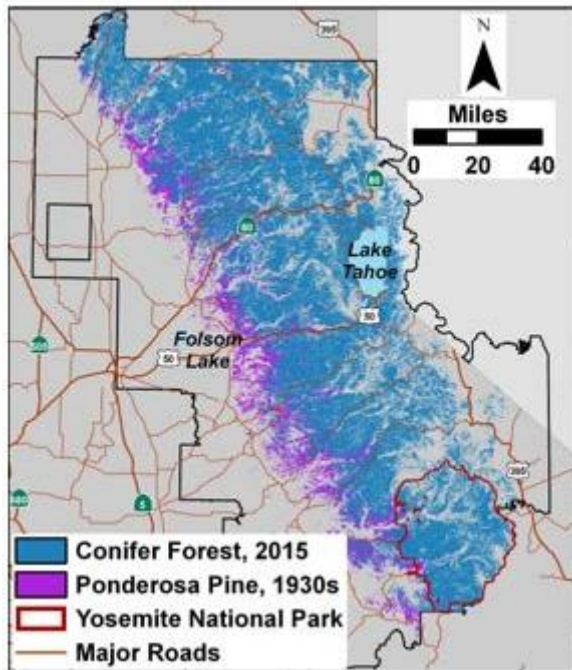 395
N
Miles
0 20 40
80
80
Lake
Tahoe
50
Folsom
Lake
50
395
5
Conifer Forest, 2015
Ponderosa Pine, 1930s
Yosemite National Park
Major Roads